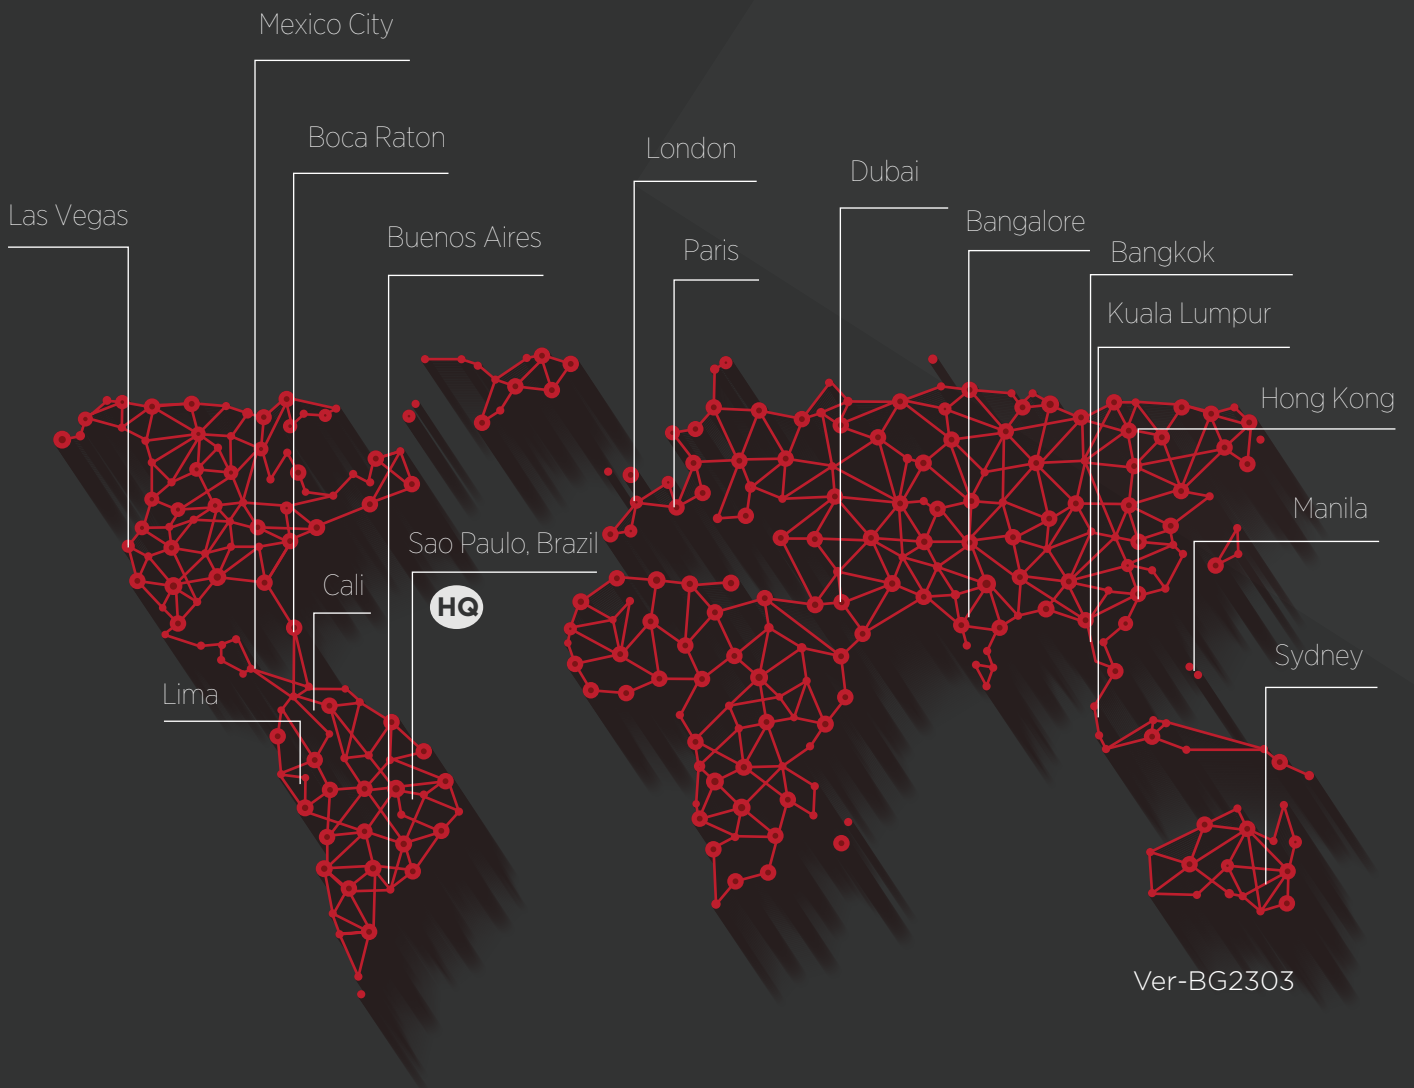 Mexico City
Boca Raton
London
Dubai
Las Vegas
Bangalore
Buenos Aires
Paris
Bangkok
Kuala Lumpur
Hong Kong
Manila
Sao Paulo, Brazil
Cali
HQ
Sydney
Lima
Ver-BG2303